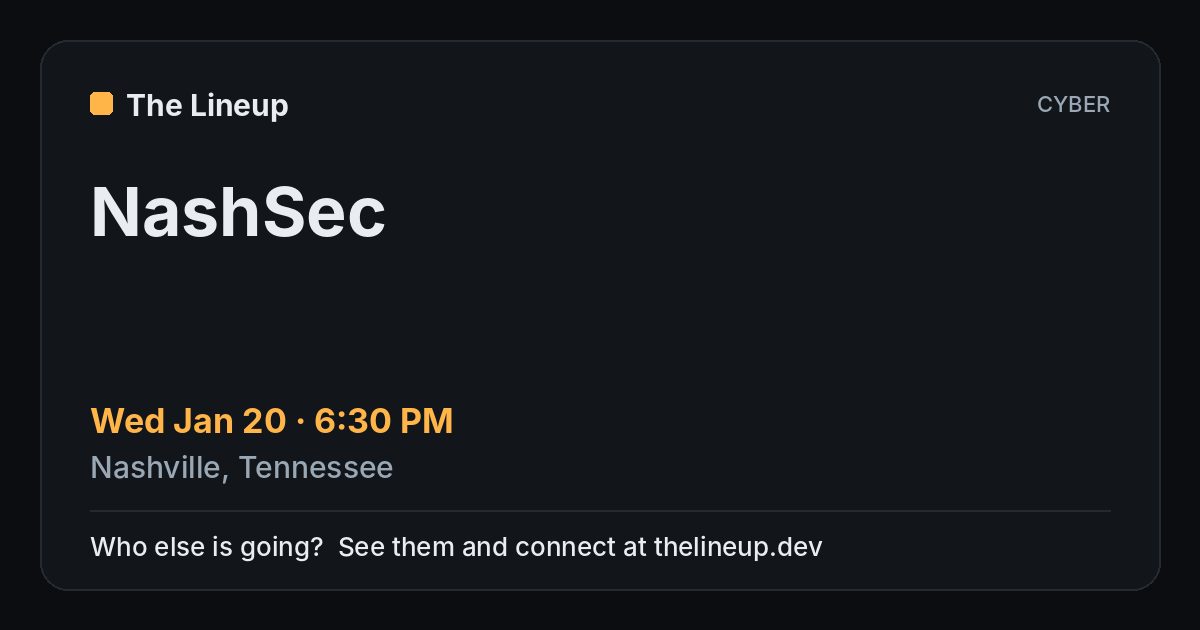 The Lineup
CYBER
NashSec
Wed Jan 20 · 6:30 PM
Nashville, Tennessee
Who else is going?  See them and connect at thelineup.dev